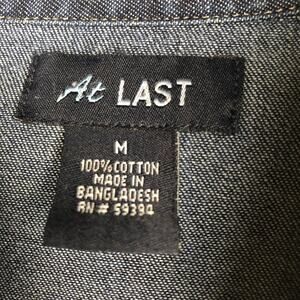 At LAST
M
100% COTTON
MADE IN
BANGLADESH
RN # 59394